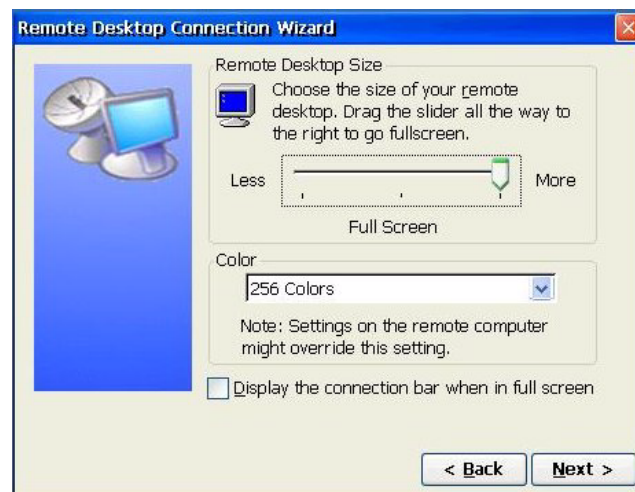 Remote Desktop Connection Wizard
Remote Desktop Size
Choose the size of your remote
desktop. Drag the slider all the way to
the right to go fullscreen.
Less
More
Full Screen
Color
256 Colors
Note: Settings on the remote computer
might override this setting.
Display the connection bar when in full screen
< Back
Next >